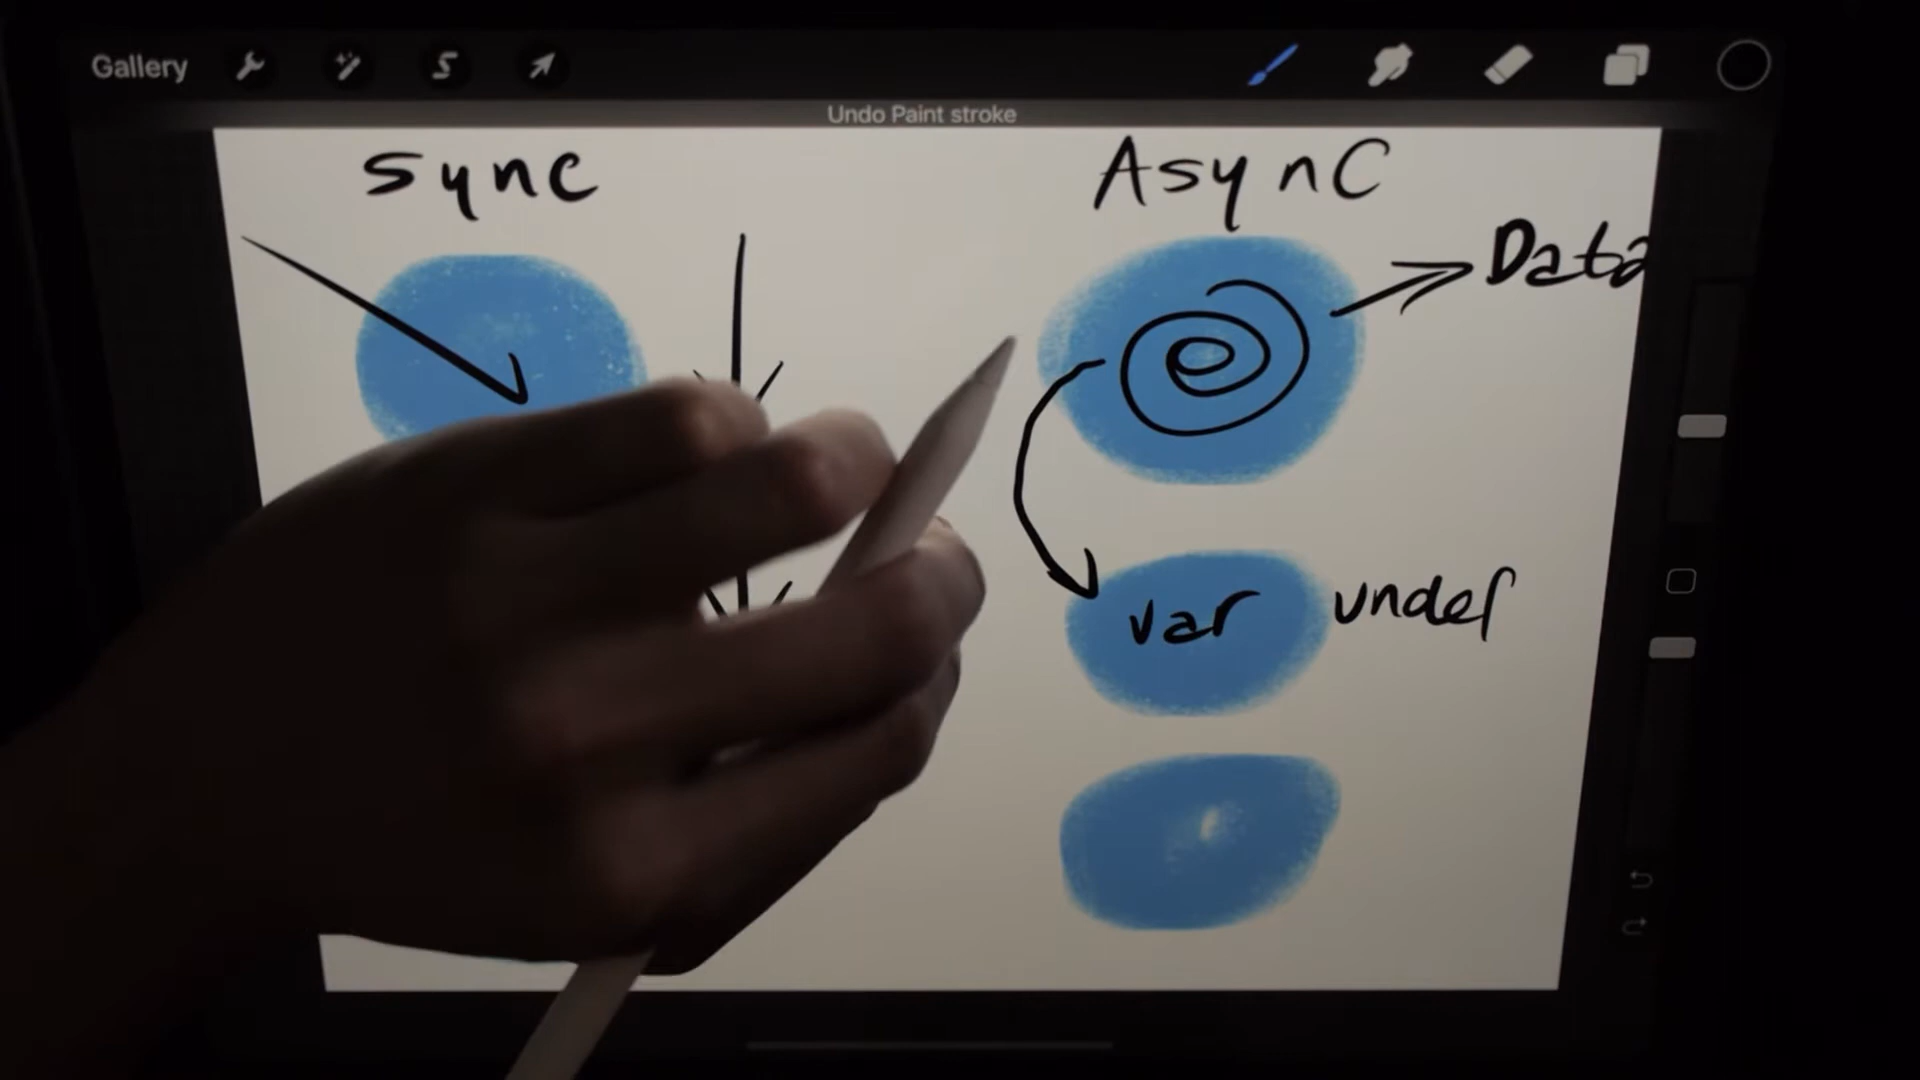 Gallery
Undo Paint stroke
sync
AsynC
Data
var undef